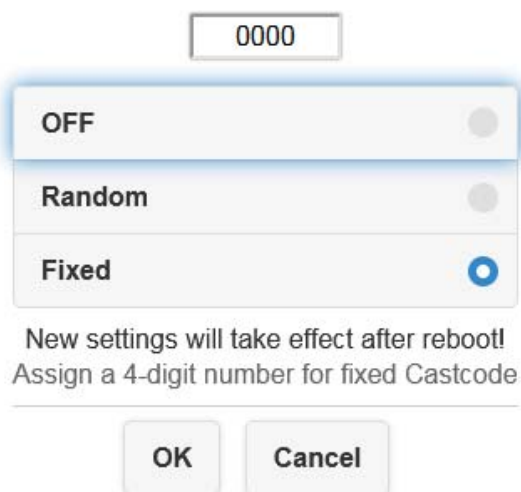 0000
OFF
Random
Fixed
New settings will take effect after reboot!
Assign a 4-digit number for fixed Castcode
OK
Cancel